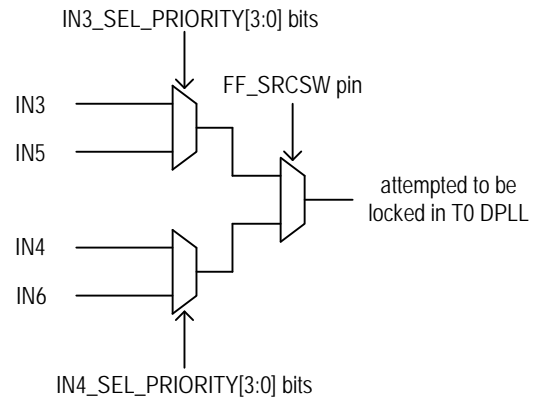 IN3_SEL_PRIORITY[3:0] bits
FF_SRCSW pin
IN3
IN5
attempted to be
locked in T0 DPLL
IN4
IN6
IN4_SEL_PRIORITY[3:0] bits